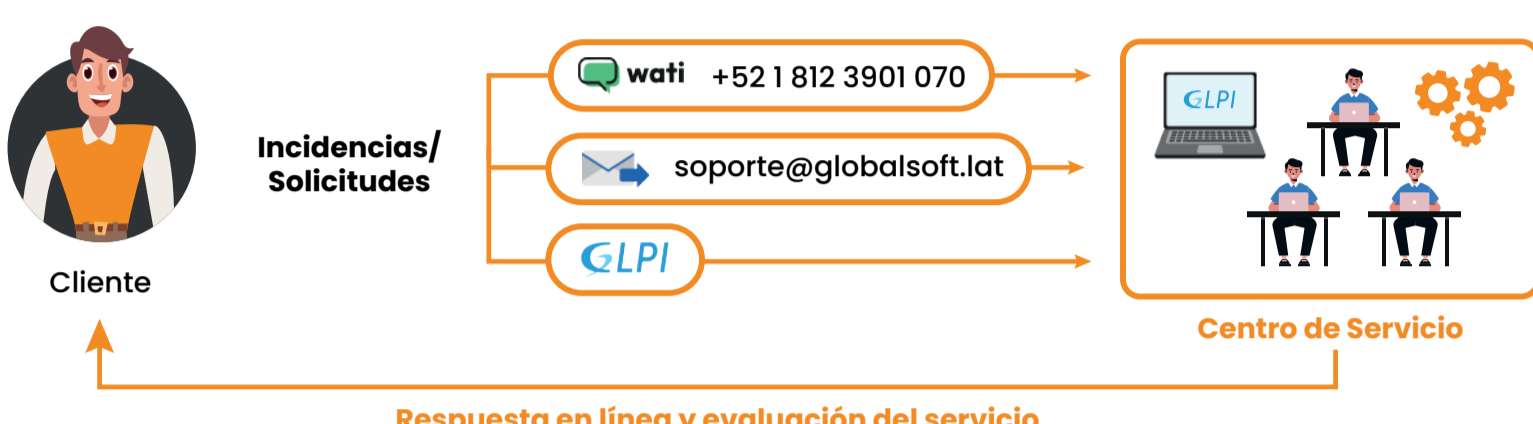 wati +52 1 812 3901 070
GLPI
Incidencias/
Solicitudes
soporte@globalsoft.lat
GLPI
Cliente
Centro de Servicio
Respuesta en línea y evaluación del servicio